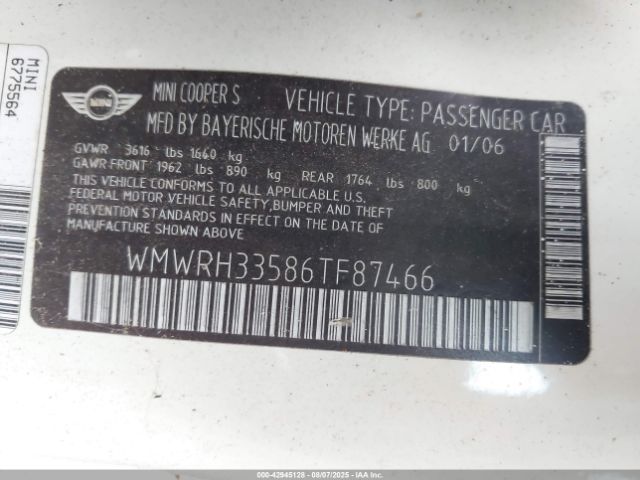 MINI
6775564
MINI
MINI COOPER S VEHICLE TYPE: PASSENGER CAR
MFD BY BAYERISCHE MOTOREN WERKE AG 01/06
GVWR 3616 lbs 1640 kg
GAWR FRONT 1962 lbs 890 kg REAR 1764 lbs 800 kg
THIS VEHICLE CONFORMS TO ALL APPLICABLE U.S.
FEDERAL MOTOR VEHICLE SAFETY,BUMPER AND THEFT
PREVENTION STANDARDS IN EFFECT ON THE DATE OF
MANUFACTURE SHOWN ABOVE.
WMWRH33586TF87466
000-42945128 - 08/07/2025 - IAAI.COM